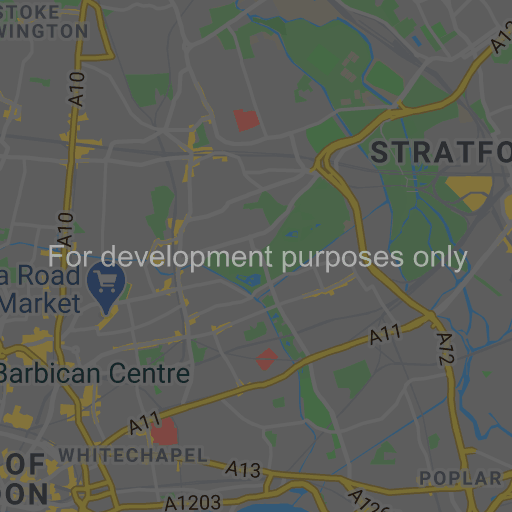 STOKE
WINGTON
A12
A10
STRATFO
A10
For development purposes only
a Road
Market
A11
A12
Barbican Centre
A11
WHITECHAPEL
OF
DON
A13
POPLAR
A1203
A126